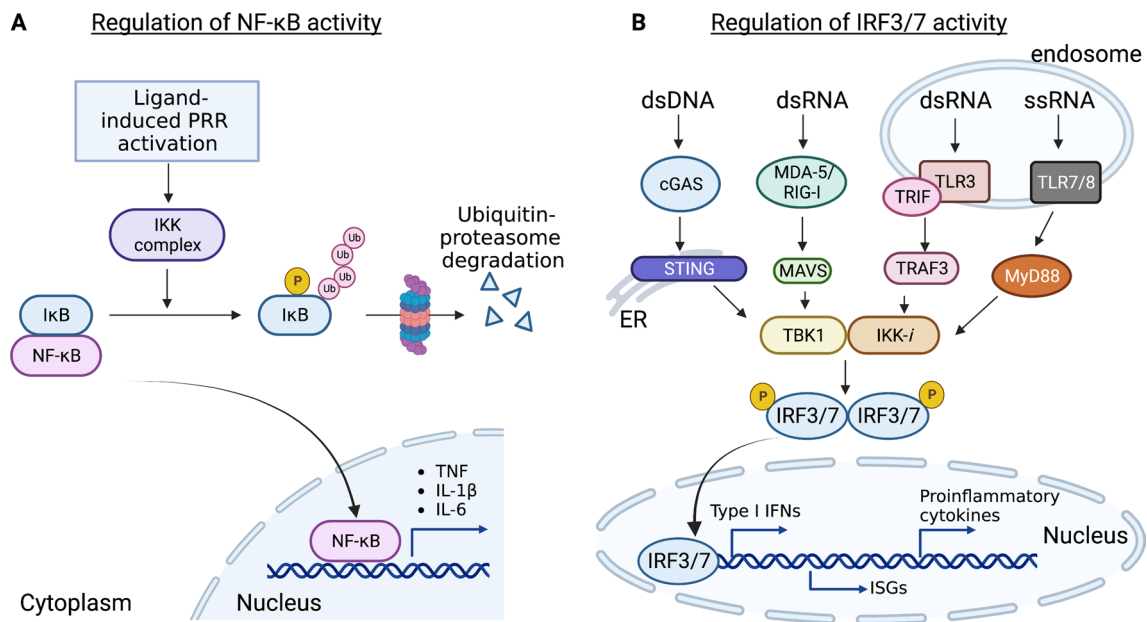 A
Regulation of NF-κB activity
Ligand-
induced PRR
activation
IKK
complex
IκB
NF-κB
P
Ub
Ub
Ub
Ub
IκB
Ubiquitin-
proteasome
degradation
• TNF
• IL-1β
• IL-6
NF-κB
Cytoplasm
Nucleus
B
Regulation of IRF3/7 activity
endosome
dsDNA
dsRNA
dsRNA
ssRNA
cGAS
MDA-5/
RIG-I
TRIF
TLR3
TLR7/8
STING
ER
MAVS
TRAF3
MyD88
TBK1
IKK-i
P
IRF3/7
IRF3/7
P
Type I IFNs
Proinflammatory
cytokines
Nucleus
IRF3/7
ISGs